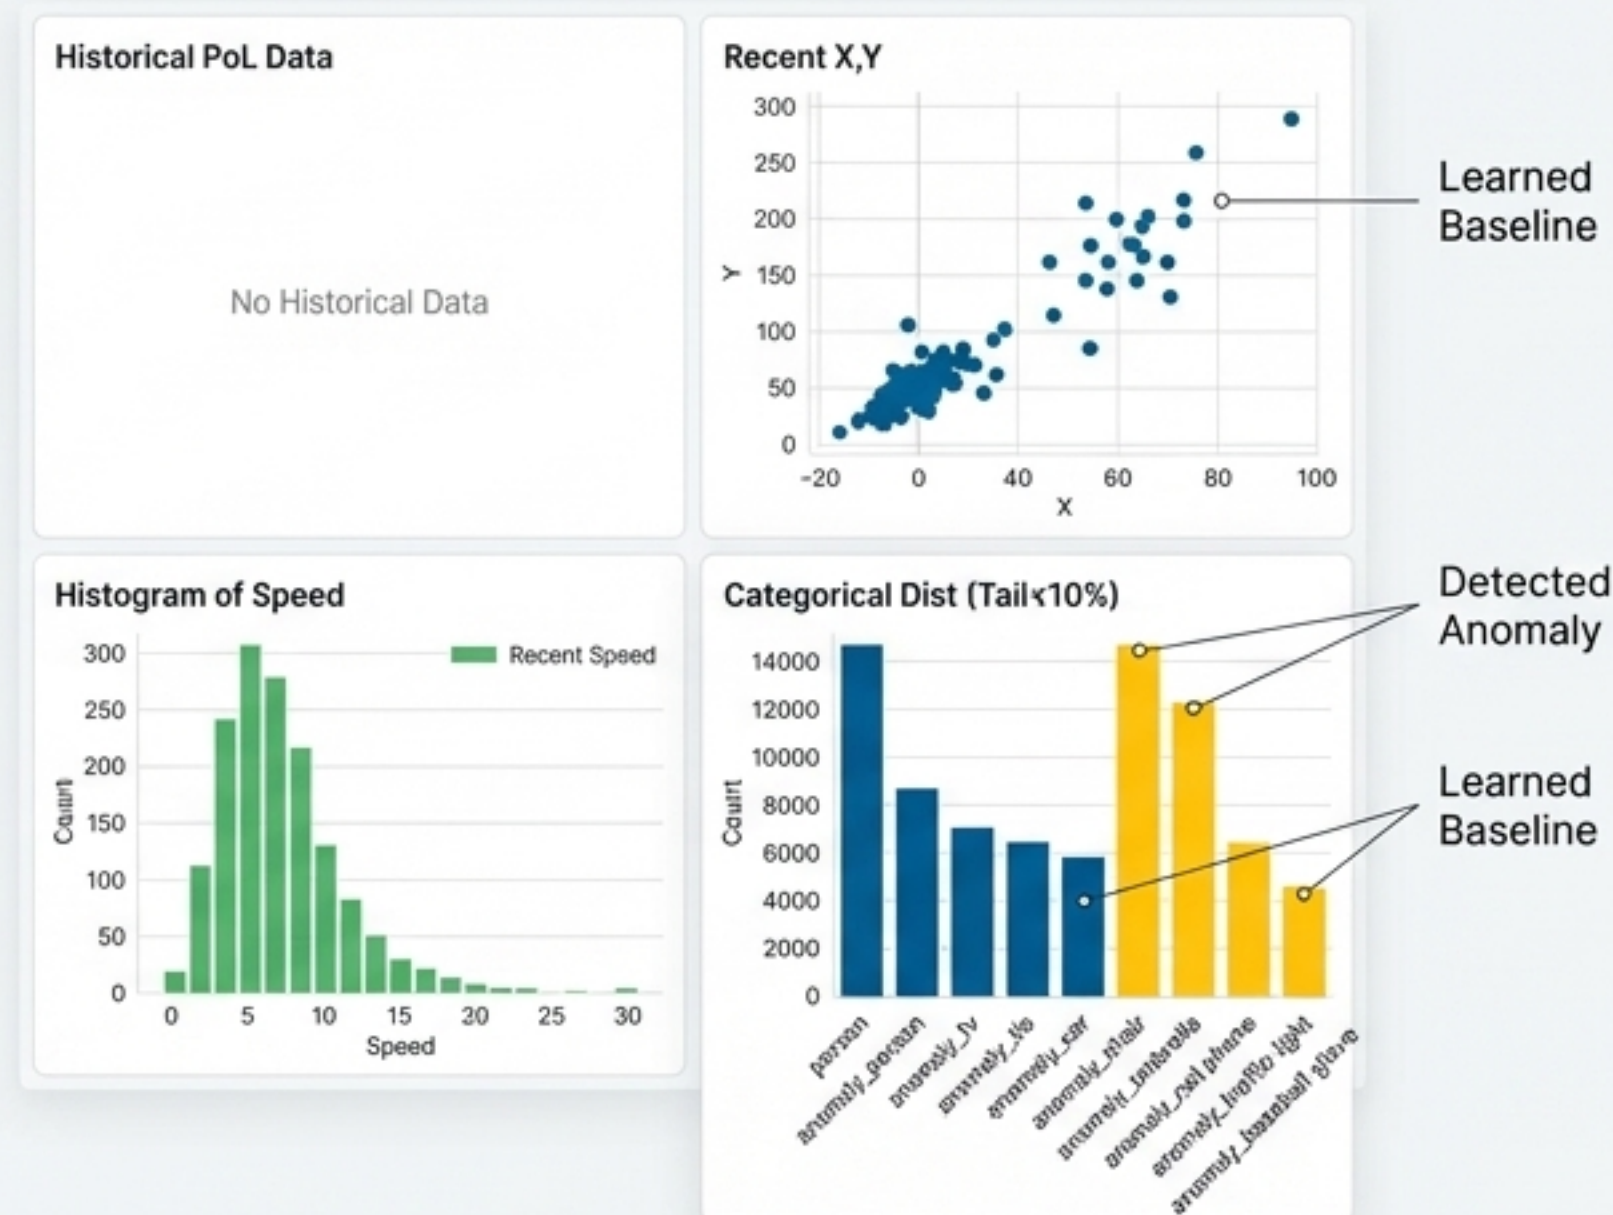 Historical PoL Data
No Historical Data
Recent X,Y
300
250
200
150
100
50
0
Y
-20
0
40
60
80
100
X
Learned
Baseline
Histogram of Speed
Recent Speed
300
250
200
150
100
50
0
0
5
10
15
20
25
30
Speed
Categorical Dist (Tail<10%)
14000
12000
10000
8000
6000
4000
2000
0
person
Detected
Anomaly
Learned
Baseline